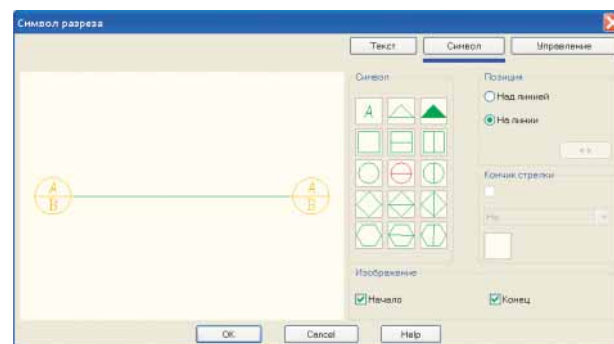 Символ разреза
Текст Символ Управление
Символ
Позиция
A
Над линией
На линии
<>
Кончик стрелки
Нет
A A
B B
Изображение
Начало Конец
OK Cancel Help